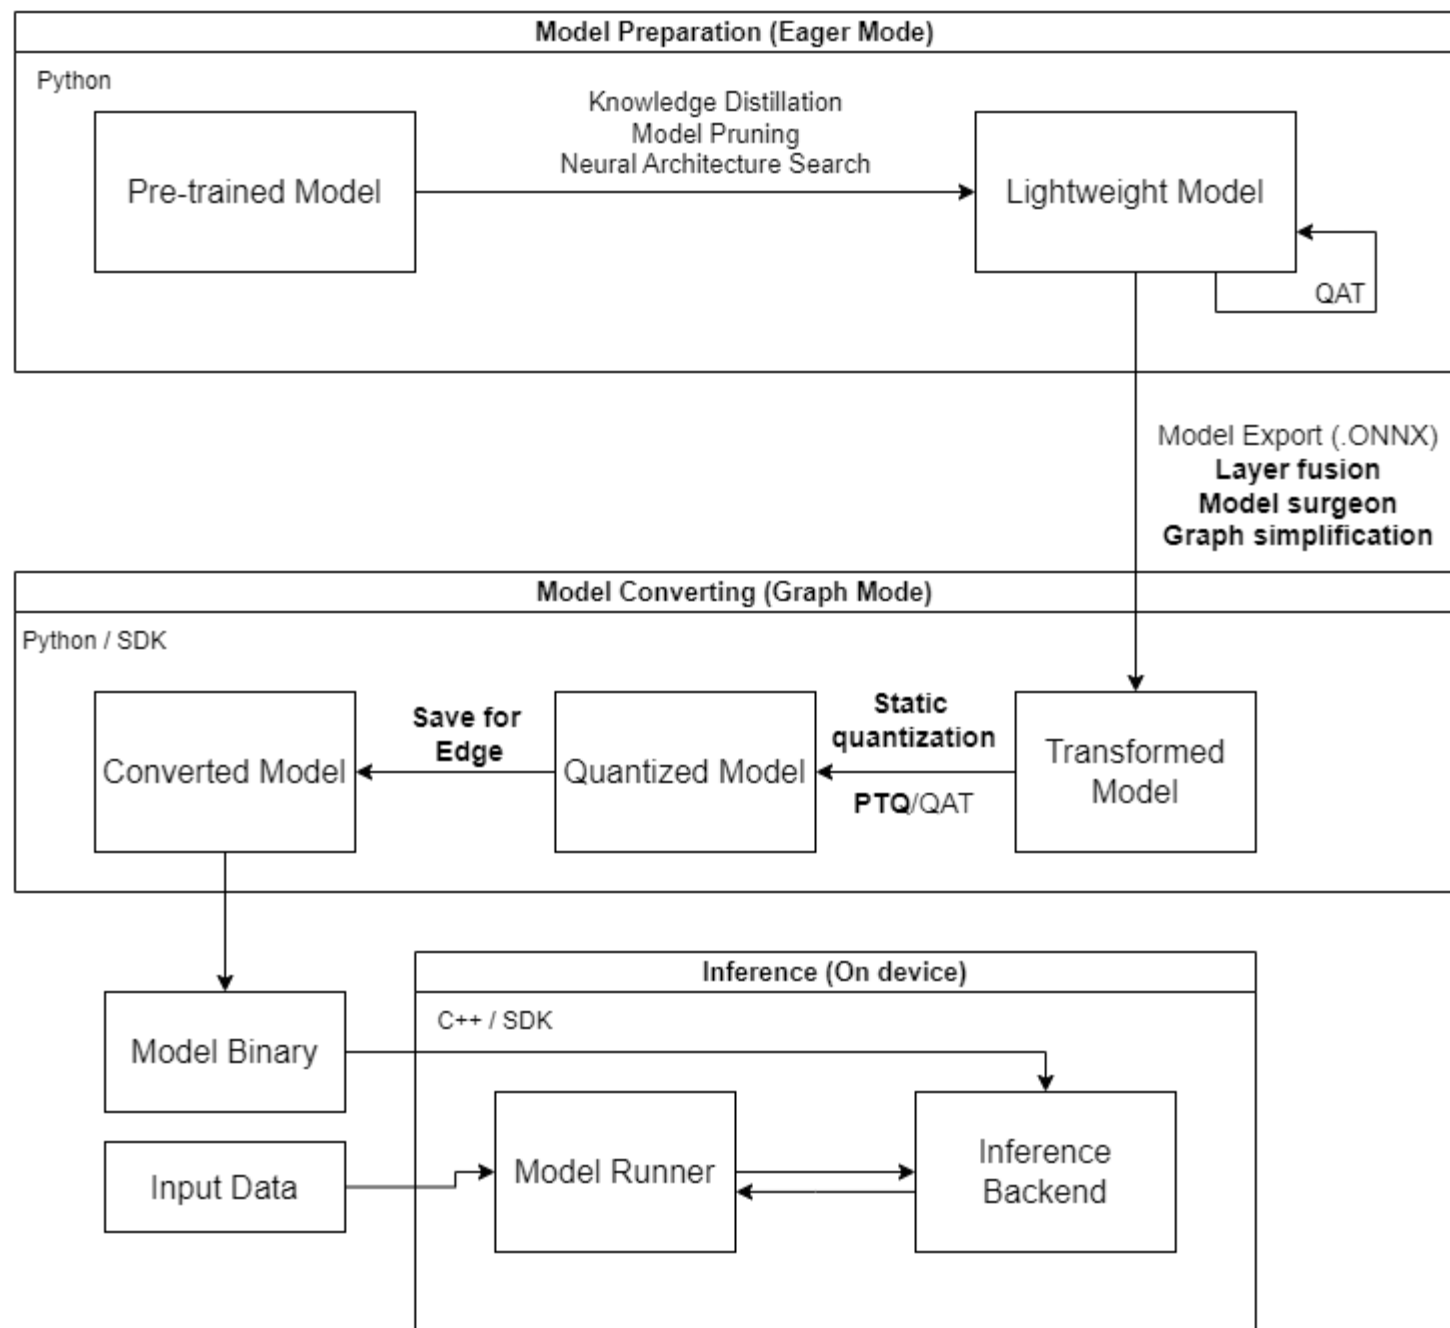 Model Preparation (Eager Mode)
Python
Knowledge Distillation
Model Pruning
Neural Architecture Search
Pre-trained Model
Lightweight Model
QAT
Model Export (.ONNX)
Layer fusion
Model surgeon
Graph simplification
Model Converting (Graph Mode)
Python / SDK
Converted Model
Save for
Edge
Quantized Model
Static
quantization
PTQ/QAT
Transformed
Model
Inference (On device)
C++ / SDK
Model Binary
Input Data
Model Runner
Inference
Backend